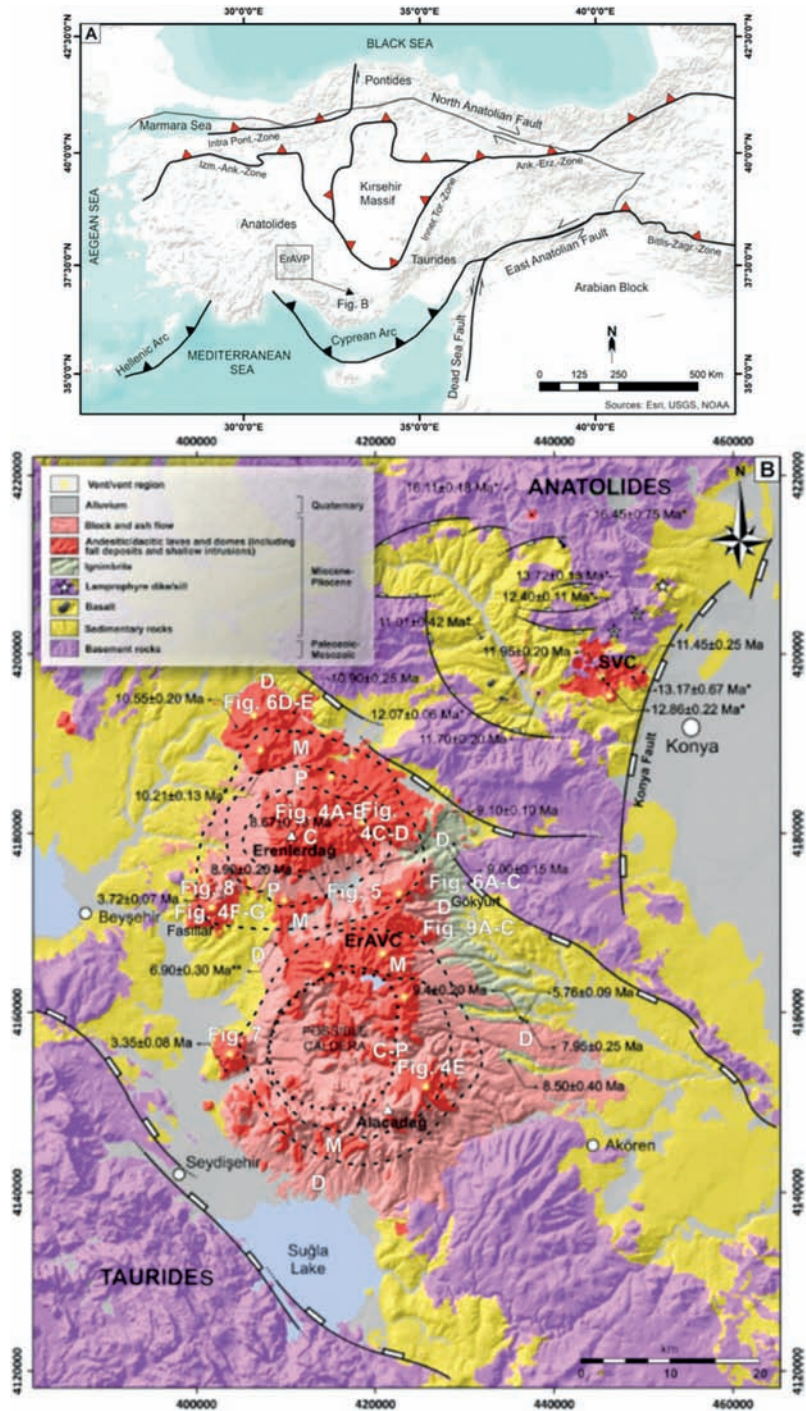 A
42°30'N
40°0'0"N
37°30'N
35°0'N
30°0'0"E
35°0'0"E
40°0'0"E
BLACK SEA
Pontides
North Anatolian Fault
Marmara Sea
Intra Pont.-Zone
Izm.-Ank.-Zone
Ank.-Erz.-Zone
Kırsehir
Massif
Inner Tor.-Zone
Anatolides
AEGEAN SEA
ErAVP
Fig. B
Taurides
East Anatolian Fault
Bitlis-Zagr.-Zone
Arabian Block
Hellenic Arc
MEDITERRANEAN
SEA
Cyprean Arc
Dead Sea Fault
N
0 125 250 500 Km
Sources: Esri, USGS, NOAA
B
400000 420000 440000 460000
4220000
4200000
4180000
4160000
4140000
4120000
Vent/vent region
Alluvium
Quaternary
Block and ash flow
Andesitic/dacitic lavas and domes (including
fall deposits and shallow intrusions)
Ignimbrite
Miocene-
Pliocene
Lamprophyre dike/sill
Basalt
Sedimentary rocks
Basement rocks
Paleozoic-
Mesozoic
ANATOLIDES
N
16.11±0.18 Ma*
16.45±0.75 Ma*
13.72±0.13 Ma*
12.40±0.11 Ma*
11.01±0.42 Ma*
11.95±0.20 Ma
SVC
11.45±0.25 Ma
13.17±0.67 Ma*
12.86±0.22 Ma*
10.90±0.25 Ma
12.07±0.06 Ma*
11.70±0.20 Ma
Konya Fault
Konya
D
10.55±0.20 Ma
Fig. 6D-E
M
P
10.21±0.13 Ma
Fig. 4A-B
Fig.
4C-D
C
Erenlerdağ
9.10±0.10 Ma
D
8.90±0.20 Ma
9.00±0.15 Ma
3.72±0.07 Ma
Fig. 8
P
Fig. 5
Fig. 6A-C
Beyşehir
Fig. 4F-G
Fasıllar
M
D
Gökyurt
Fig. 9A-C
ErAVC
D
M
6.90±0.30 Ma**
9.4±0.20 Ma
5.76±0.09 Ma
3.35±0.08 Ma
Fig. 7
POSSIBLE
CALDERA
D
7.95±0.25 Ma
C-P
Fig. 4E
8.50±0.40 Ma
Alacadağ
M
D
Akören
Seydişehir
Suğla
Lake
TAURIDES
km
0 10 20
400000 420000 440000 460000